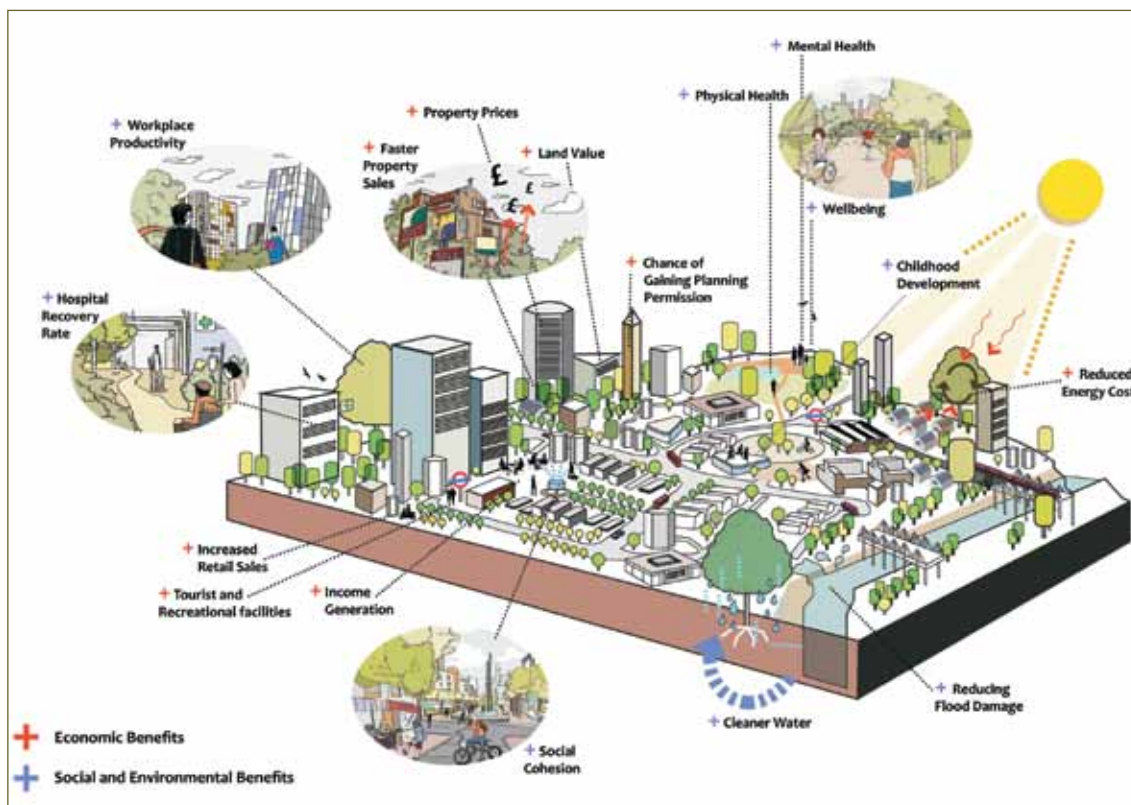 + Mental Health
+ Physical Health
+ Property Prices
+ Workplace
Productivity
+ Faster
Property
Sales
+ Land Value
£
£
£
+ Wellbeing
+ Chance of
Gaining Planning
Permission
+ Childhood
Development
+ Hospital
Recovery
Rate
+ Reduced
Energy Cost
+ Increased
Retail Sales
+ Tourist and
Recreational facilities
+ Income
Generation
+ Reducing
Flood Damage
+ Cleaner Water
+ Social
Cohesion
+ Economic Benefits
+ Social and Environmental Benefits